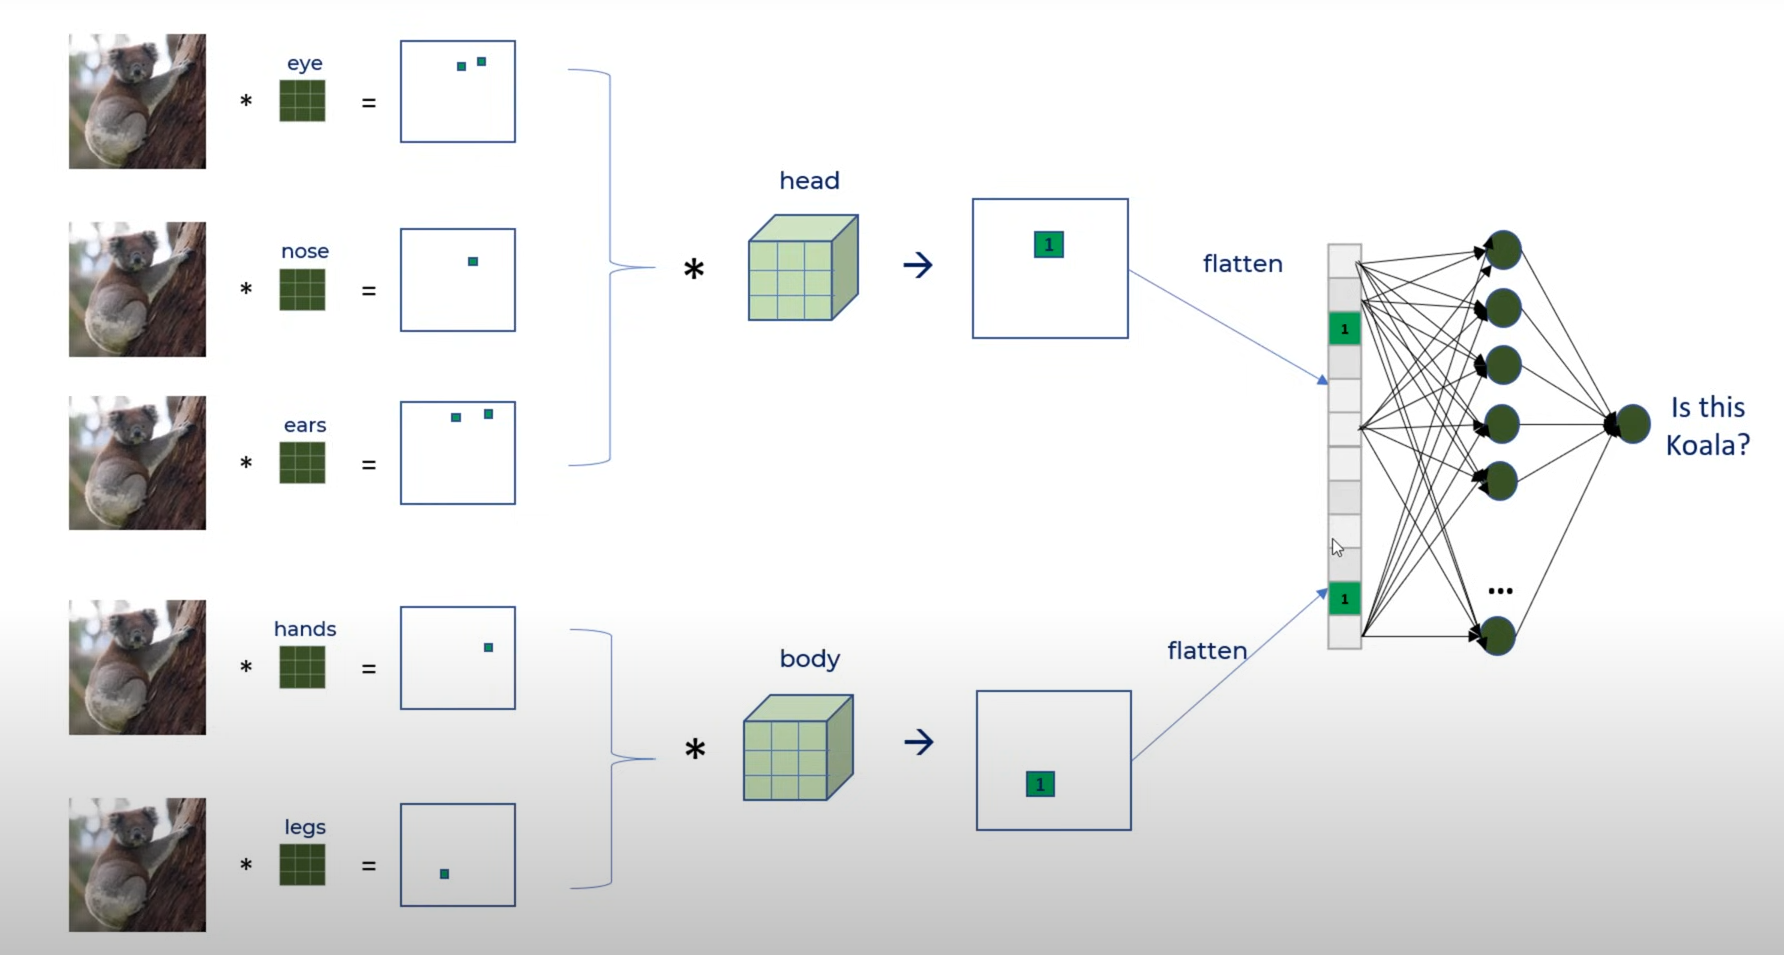 eye
*
=
nose
*
=
ears
*
=
head
*
→
1
flatten
1
Is this
Koala?
hands
*
=
legs
*
=
body
*
→
1
flatten
1
...